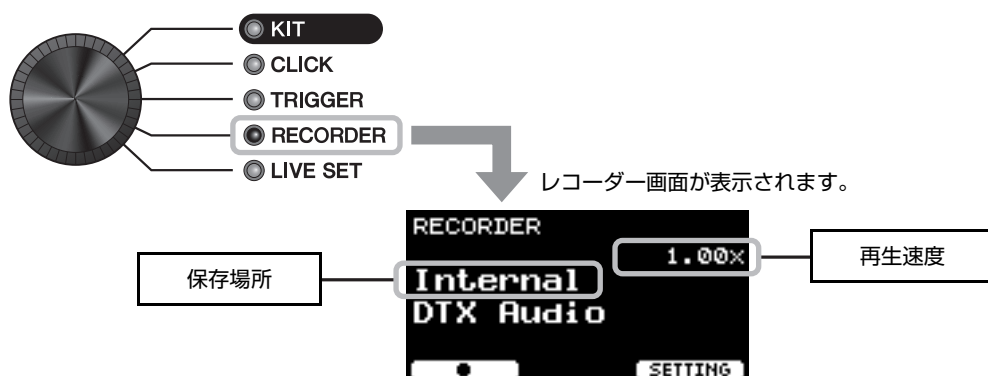 KIT
CLICK
TRIGGER
RECORDER
LIVE SET
レコーダー画面が表示されます。
RECORDER
1.00x
再生速度
保存場所
Internal
DTX Audio
SETTING